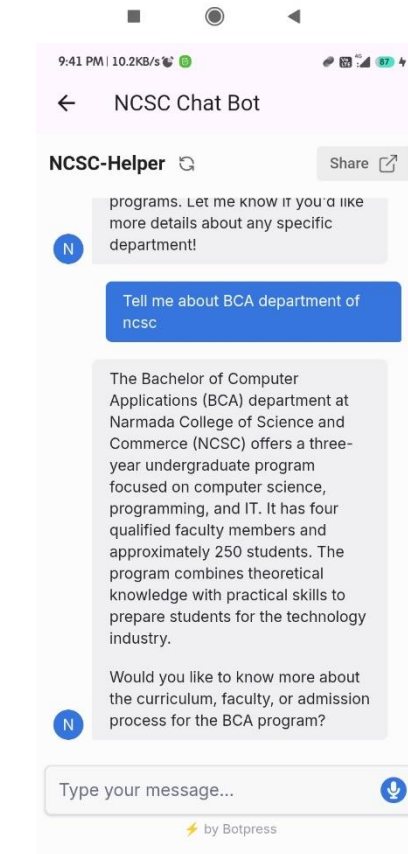 9:41 PM | 10.2KB/s
4G
87
NCSC Chat Bot
NCSC-Helper
Share
programs. Let me know if you'd like
more details about any specific
department!
N
Tell me about BCA department of
ncsc
The Bachelor of Computer
Applications (BCA) department at
Narmada College of Science and
Commerce (NCSC) offers a three-
year undergraduate program
focused on computer science,
programming, and IT. It has four
qualified faculty members and
approximately 250 students. The
program combines theoretical
knowledge with practical skills to
prepare students for the technology
industry.
Would you like to know more about
the curriculum, faculty, or admission
process for the BCA program?
N
Type your message...
by Botpress